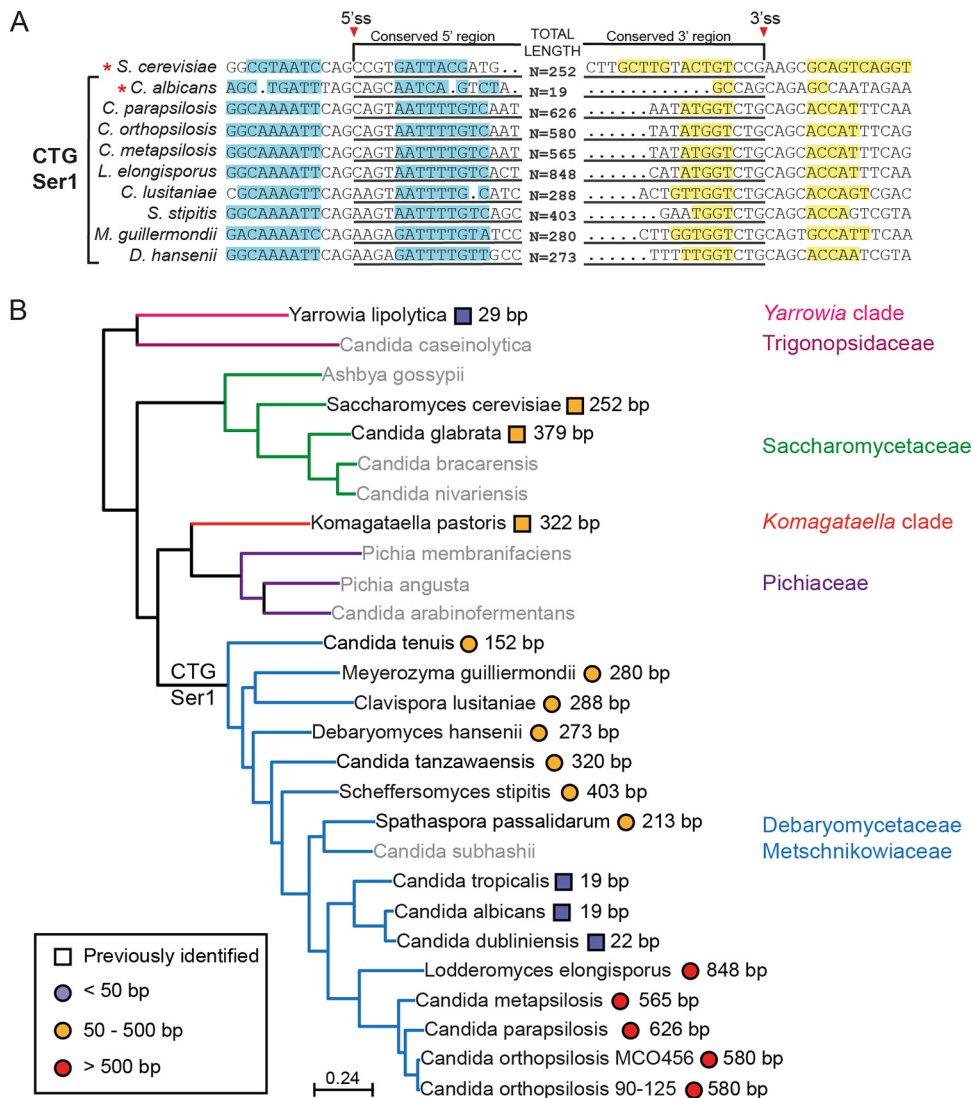 A
5'ss
3'ss
Conserved 5' region
TOTAL LENGTH
Conserved 3' region
* S. cerevisiae GGCGTAATCCAGCCGTGATTACGATG.. N=252 CTTGCTTGTACTGTCCGAAGCGCAGTCAGGT
* C. albicans AGC.TGATTTAGCAGCAATCA.GTCTA. N=19 ............GCCAGCAGAGCCAATAGAA
C. parapsilosis GGCAAAATTCAGCAGTAATTTTGTCAAT N=626 ......AATATGGTCTGCAGCACCATTTCAG
C. orthopsilosis GGCAAAATTCAGCAGTAATTTTGTCAAT N=580 ......TATATGGTCTGCAGCACCATTTCAG
C. metapsilosis GGCAAAATTCAGCAGTAATTTTGTCAAT N=565 ......TATATGGTCTGCAGCACCATTTCAG
L. elongisporus GGCAAAATTCAGCAGTAATTTTGTCACT N=848 ......CATATGGTCTGCAGCACCATTTCAG
C. lusitaniae CGCAAAGTTCAGAAGTAATTTTG.CATC N=288 .....ACTGTTGGTCTGCAGCACCAGTCGAC
S. stipitis GGCAAAATTCAGAAGTAATTTTGTCAGC N=403 .......GAATGGTCTGCAGCACCAGTCGTA
M. guillermondii GACAAAATTCAGAAGAGATTTTGTATCC N=280 .....CTTGGTGGTCTGCAGTGCCATTTCAA
D. hansenii GGCAAAATTCAGAAGAGATTTTGTTGCC N=273 ......TTTTTGGTCTGCAGCACCAATCGTA
CTG
Ser1
B
Yarrowia lipolytica 29 bp
Yarrowia clade
Candida caseinolytica
Trigonopsidaceae
Ashbya gossypii
Saccharomyces cerevisiae 252 bp
Candida glabrata 379 bp
Saccharomycetaceae
Candida bracarensis
Candida nivariensis
Komagataella pastoris 322 bp
Komagataella clade
Pichia membranifaciens
Pichia angusta
Pichiaceae
Candida arabinofermentans
CTG
Ser1
Candida tenuis 152 bp
Meyerozyma guilliermondii 280 bp
Clavispora lusitaniae 288 bp
Debaryomyces hansenii 273 bp
Candida tanzawaensis 320 bp
Scheffersomyces stipitis 403 bp
Spathaspora passalidarum 213 bp
Debaryomycetaceae
Metschnikowiaceae
Candida subhashii
Candida tropicalis 19 bp
Candida albicans 19 bp
Candida dubliniensis 22 bp
Lodderomyces elongisporus 848 bp
Candida metapsilosis 565 bp
Candida parapsilosis 626 bp
Candida orthopsilosis MCO456 580 bp
Candida orthopsilosis 90-125 580 bp
Previously identified
< 50 bp
50 - 500 bp
> 500 bp
0.24